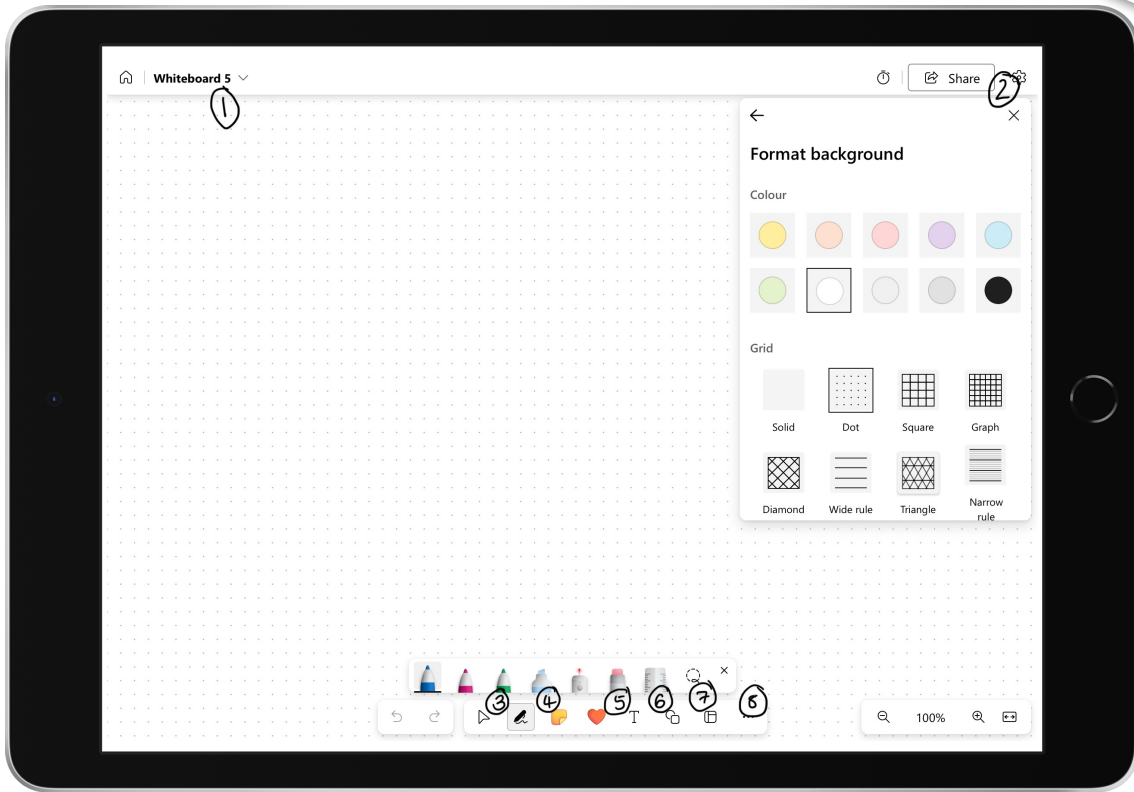 Whiteboard 5
Share
1
2
Format background
Colour
Grid
Solid Dot Square Graph
Diamond Wide rule Triangle Narrow
rule
3 4 5 6 7 8
T
100%